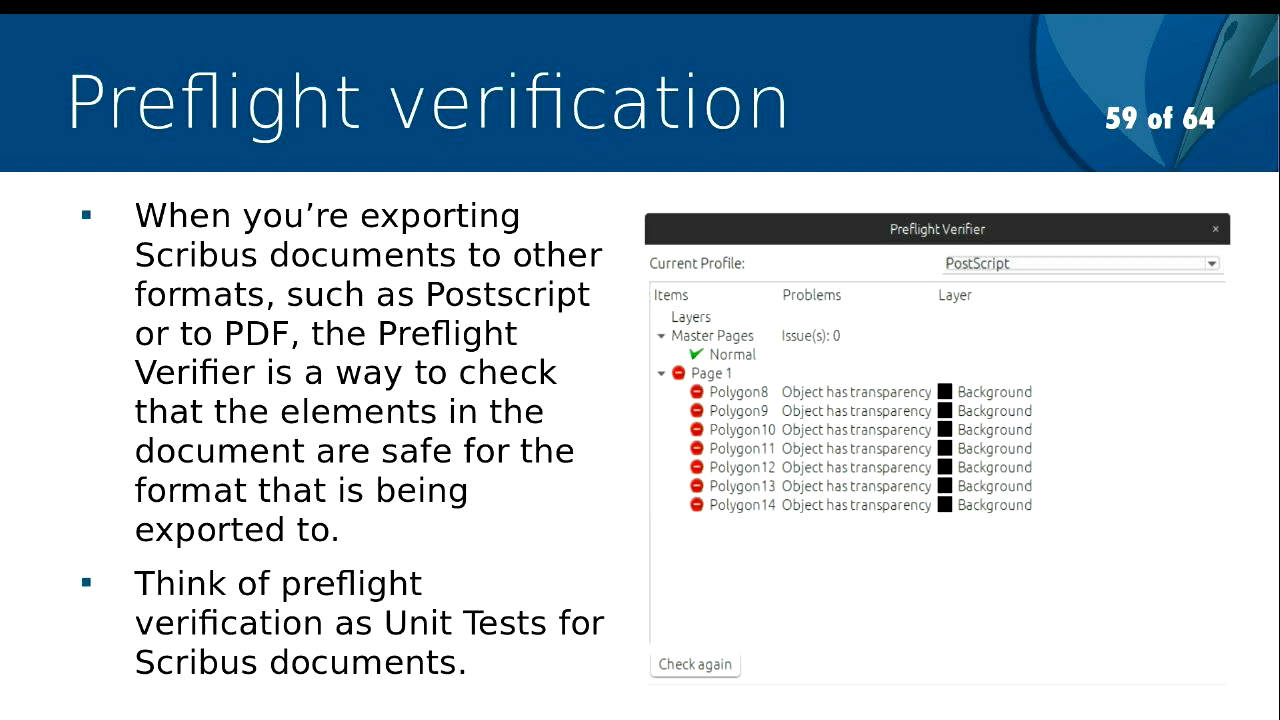 Preflight verification
59 of 64
When you’re exporting
Scribus documents to other
formats, such as Postscript
or to PDF, the Preflight
Verifier is a way to check
that the elements in the
document are safe for the
format that is being
exported to.
Think of preflight
verification as Unit Tests for
Scribus documents.
Preflight Verifier ×
Current Profile: PostScript
Items Problems Layer
Layers
Master Pages Issue(s): 0
Normal
Page 1
Polygon8 Object has transparency Background
Polygon9 Object has transparency Background
Polygon10 Object has transparency Background
Polygon11 Object has transparency Background
Polygon12 Object has transparency Background
Polygon13 Object has transparency Background
Polygon14 Object has transparency Background
Check again